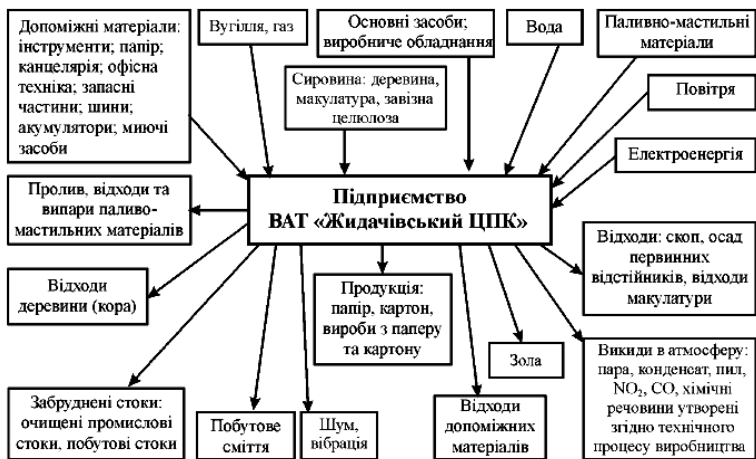 Допоміжні матеріали:
інструменти; папір;
канцелярія; офісна
техніка; запасні
частини; шини;
акумулятори; миючі
засоби
Вугілля, газ
Основні засоби;
виробниче обладнання
Вода
Паливно-мастильні
матеріали
Сировина: деревина,
макулатура, завізна
целюлоза
Повітря
Електроенергія
Підприємство
ВАТ «Жидачівський ЦПК»
Пролив, відходи та
випари паливо-
мастильних матеріалів
Відходи: скоп, осад
первинних
відстійників, відходи
макулатури
Відходи
деревини (кора)
Продукція:
папір, картон,
вироби з паперу
та картону
Зола
Викиди в атмосферу:
пара, конденсат, пил,
NO₂, CO, хімічні
речовини утворені
згідно технічного
процесу виробництва
Забруднені стоки:
очищені промислові
стоки, побутові стоки
Побутове
сміття
Шум,
вібрація
Відходи
допоміжних
матеріалів